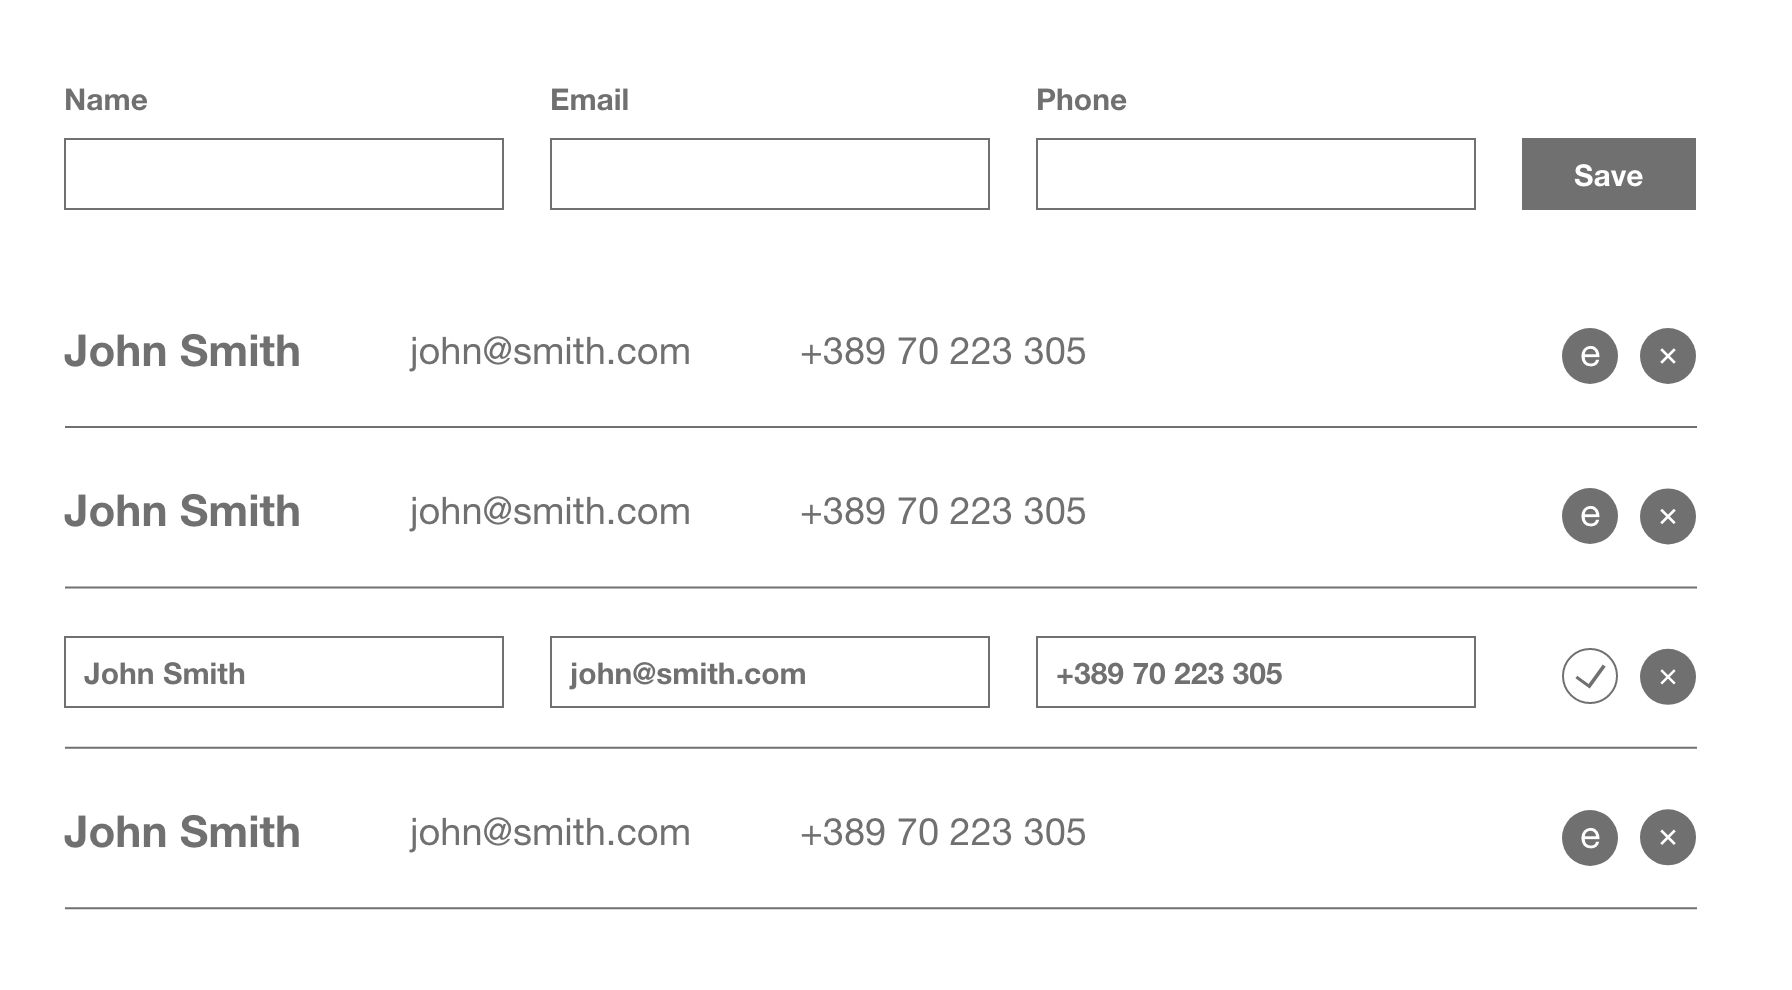 Name Email Phone
Save
John Smith john@smith.com +389 70 223 305 e ×
John Smith john@smith.com +389 70 223 305 e ×
John Smith john@smith.com +389 70 223 305 ✓ ×
John Smith john@smith.com +389 70 223 305 e ×